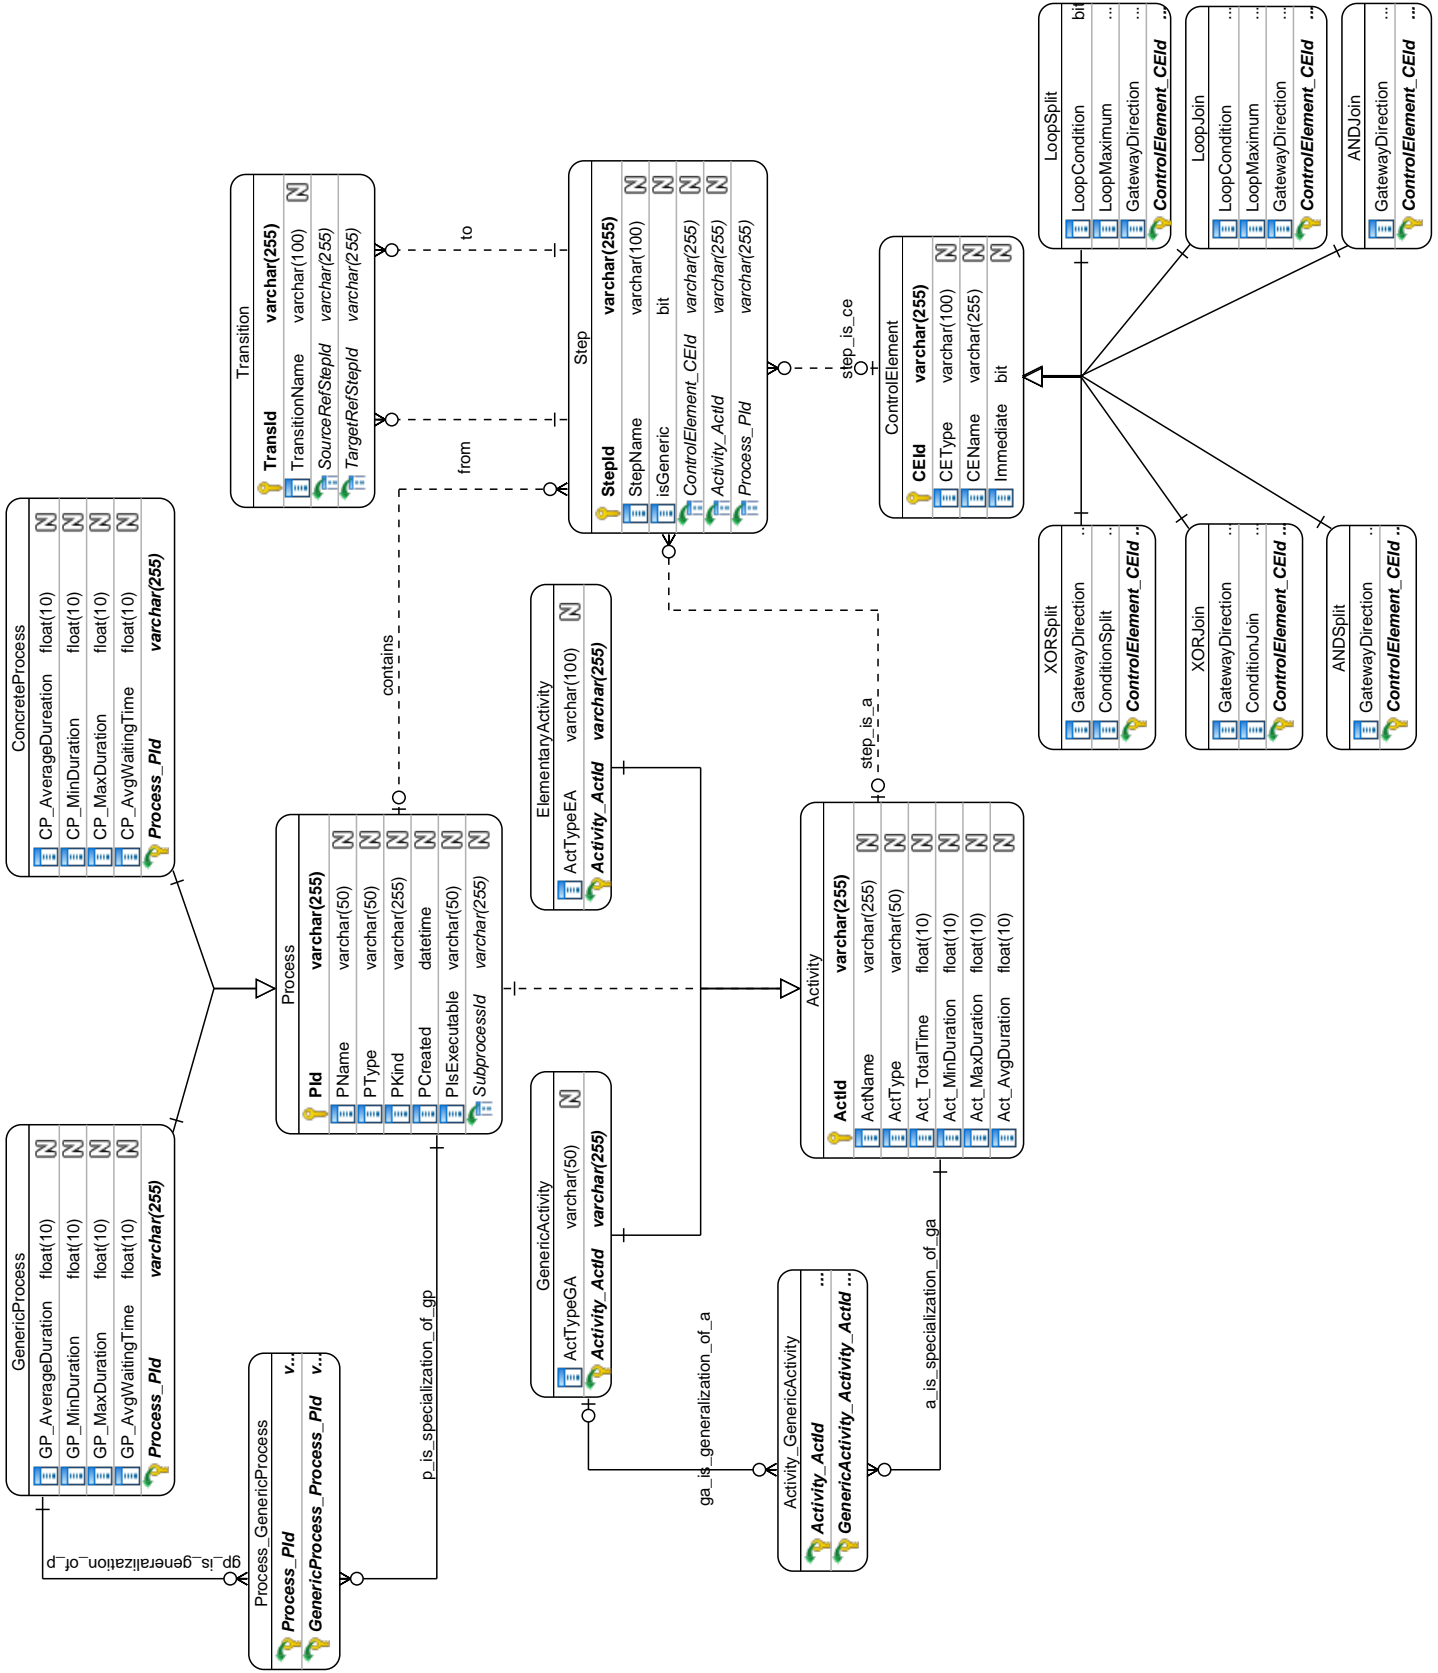 GenericProcess
GP_AverageDuration float(10) N
GP_MinDuration float(10) N
GP_MaxDuration float(10) N
GP_AvgWaitingTime float(10) N
Process_PId varchar(255)
ConcreteProcess
CP_AverageDureation float(10) N
CP_MinDuration float(10) N
CP_MaxDuration float(10) N
CP_AvgWaitingTime float(10) N
Process_PId varchar(255)
gp_is_generalization_of_p
Process_GenericProcess
Process_PId v...
GenericProcess_Process_PId v...
p_is_specialization_of_gp
Process
PId varchar(255)
PName varchar(50) N
PType varchar(50) N
PKind varchar(255) N
PCreated datetime N
PIsExecutable varchar(50) N
SubprocessId varchar(255)
contains
Transition
TransId varchar(255)
TransitionName varchar(100) N
SourceRefStepId varchar(255)
TargetRefStepId varchar(255)
from
to
GenericActivity
ActTypeGA varchar(50) N
Activity_ActId varchar(255)
ElementaryActivity
ActTypeEA varchar(100) N
Activity_ActId varchar(255)
Step
StepId varchar(255)
StepName varchar(100) N
isGeneric bit N
ControlElement_CEId varchar(255) N
Activity_ActId varchar(255) N
Process_PId varchar(255) N
ga_is_generalization_of_a
Activity_GenericActivity
Activity_ActId ...
GenericActivity_Activity_ActId ...
a_is_specialization_of_ga
Activity
ActId varchar(255)
ActName varchar(255) N
ActType varchar(50) N
Act_TotalTime float(10) N
Act_MinDuration float(10) N
Act_MaxDuration float(10) N
Act_AvgDuration float(10) N
step_is_a
step_is_ce
ControlElement
CEId varchar(255)
CEType varchar(100) N
CEName varchar(255) N
Immediate bit N
XORSplit
GatewayDirection ...
ConditionSplit ...
ControlElement_CEId ...
LoopSplit
LoopCondition bit
LoopMaximum ...
GatewayDirection ...
ControlElement_CEId ...
XORJoin
GatewayDirection ...
ConditionJoin ...
ControlElement_CEId ...
LoopJoin
LoopCondition ...
LoopMaximum ...
GatewayDirection ...
ControlElement_CEId ...
ANDSplit
GatewayDirection ...
ControlElement_CEId ...
ANDJoin
GatewayDirection ...
ControlElement_CEId ...